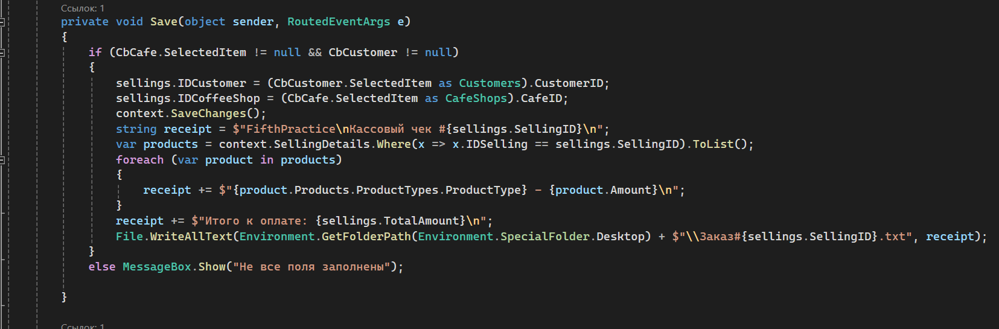 Ссылок: 1
private void Save(object sender, RoutedEventArgs e)
{
if (CbCafe.SelectedItem != null && CbCustomer != null)
{
sellings.IDCustomer = (CbCustomer.SelectedItem as Customers).CustomerID;
sellings.IDCoffeeShop = (CbCafe.SelectedItem as CafeShops).CafeID;
context.SaveChanges();
string receipt = $"FifthPractice\nКассовый чек #{sellings.SellingID}\n";
var products = context.SellingDetails.Where(x => x.IDSelling == sellings.SellingID).ToList();
foreach (var product in products)
{
receipt += $"{product.Products.ProductTypes.ProductType} - {product.Amount}\n";
}
receipt += $"Итого к оплате: {sellings.TotalAmount}\n";
File.WriteAllText(Envirinment.GetFolderPath(Envirinment.SpecialFolder.Desktop) + $"\\Заказ#{sellings.SellingID}.txt", receipt);
}
else MessageBox.Show("Не все поля заполнены");
}
Ссылок: 1